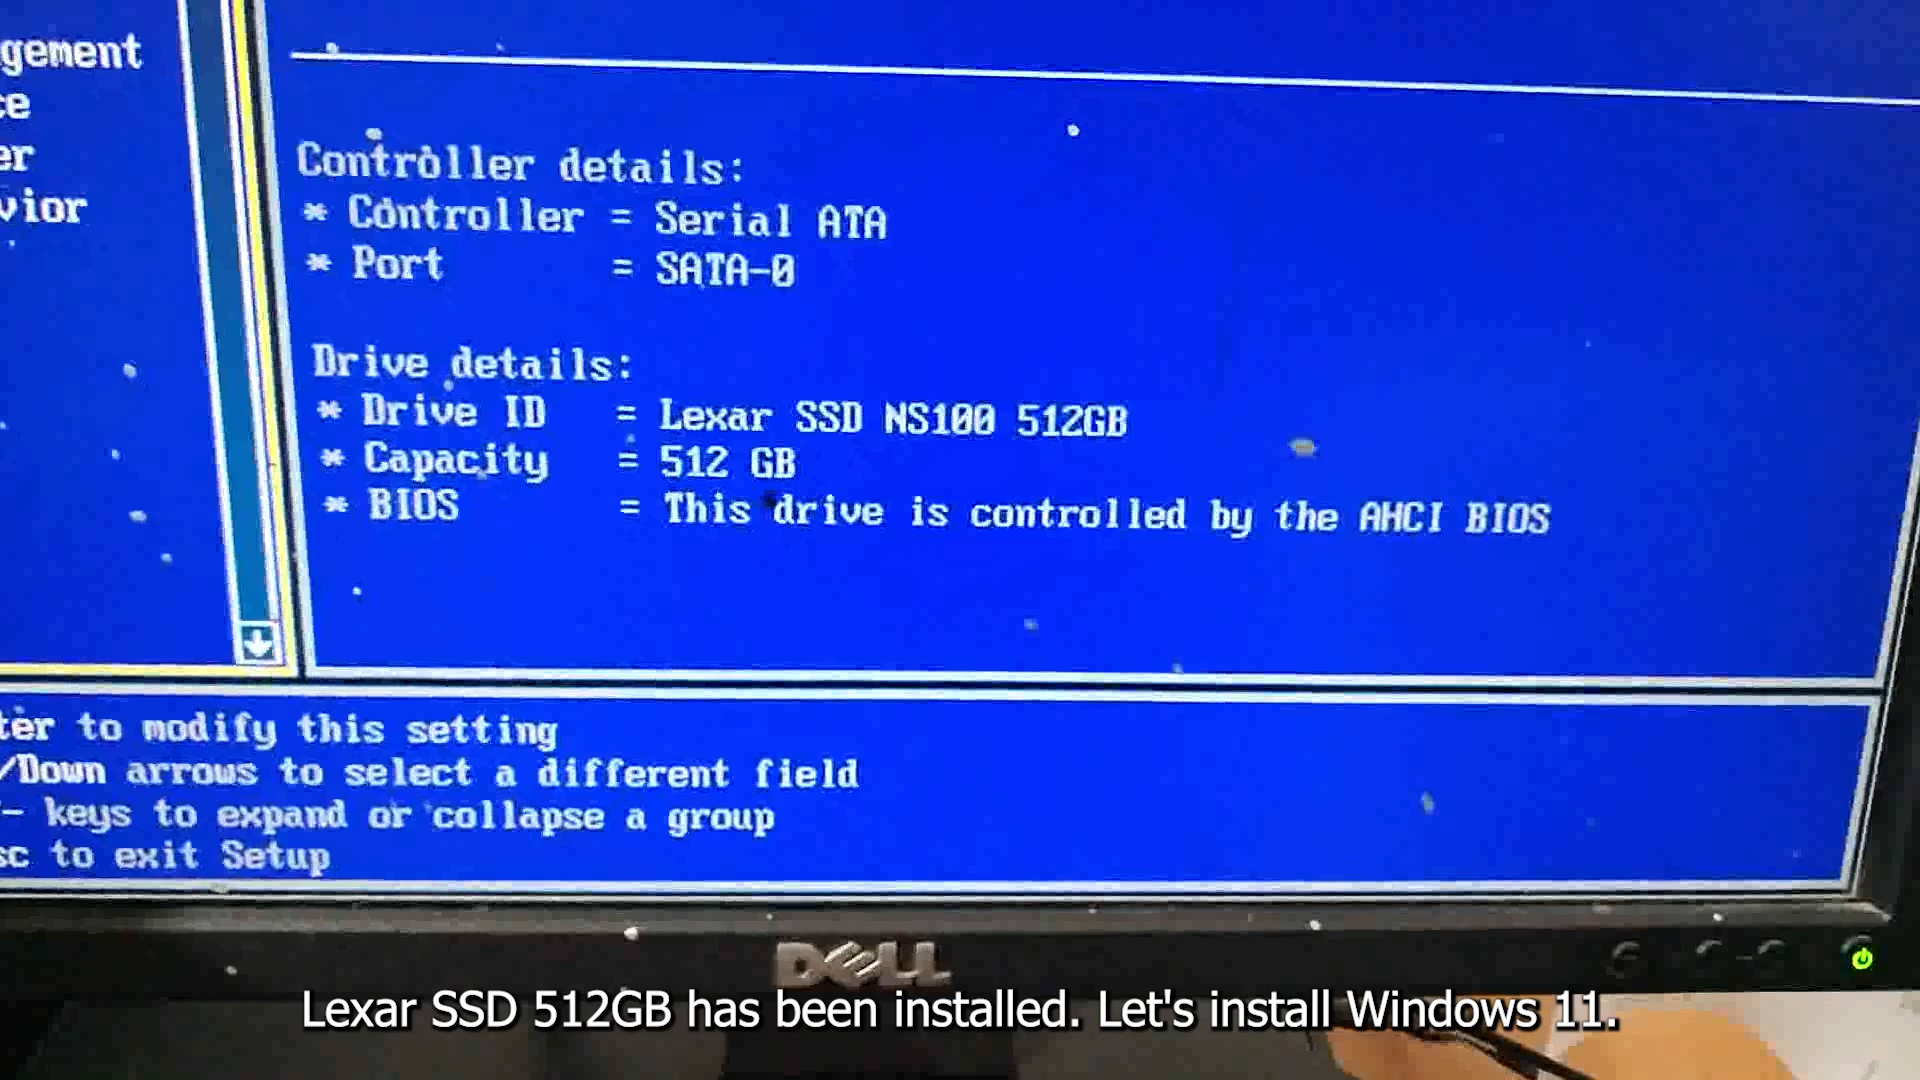 gement
ce
er
vior
Controller details:
* Controller = Serial ATA
* Port = SATA-0
Drive details:
* Drive ID = Lexar SSD NS100 512GB
* Capacity = 512 GB
* BIOS = This drive is controlled by the AHCI BIOS
ter to modify this setting
/Down arrows to select a different field
- keys to expand or collapse a group
sc to exit Setup
DELL
Lexar SSD 512GB has been installed. Let's install Windows 11.